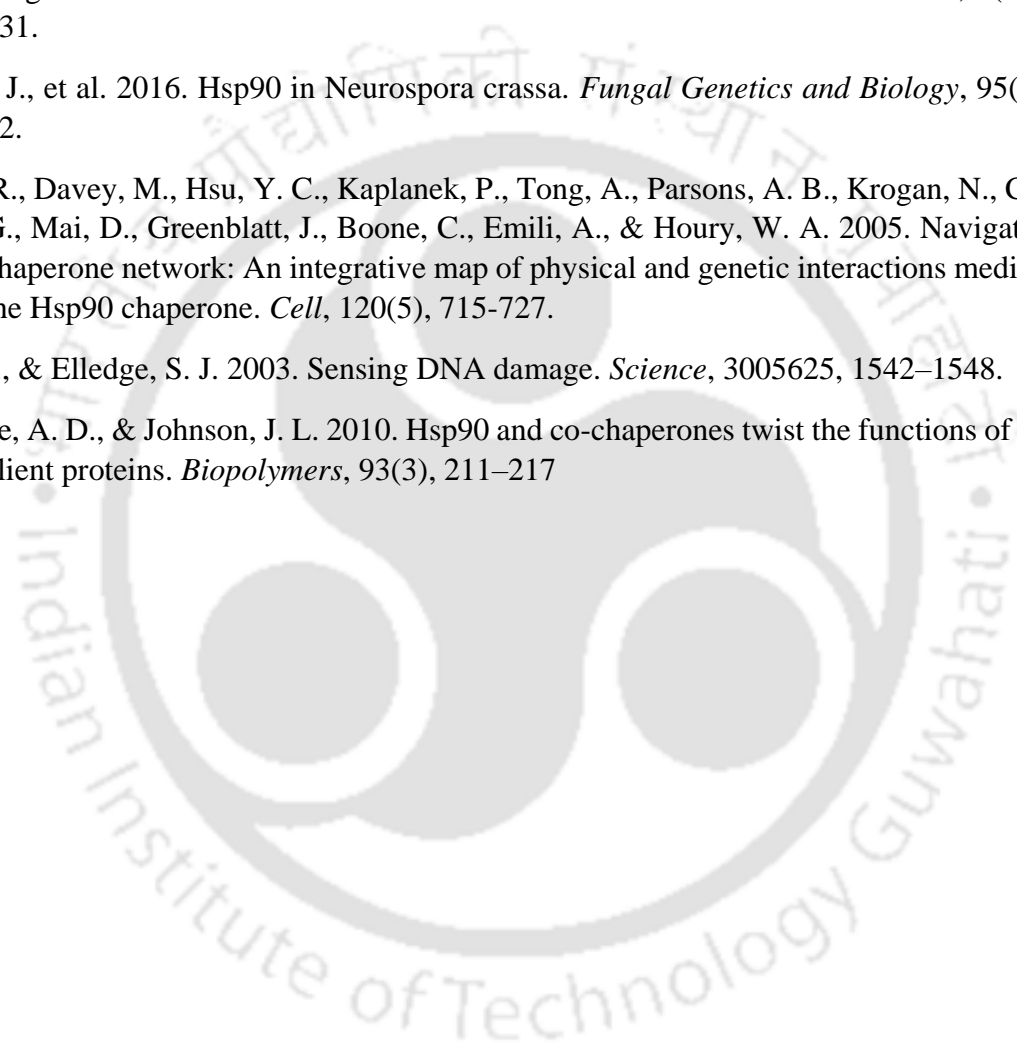 31.
J., et al. 2016. Hsp90 in Neurospora crassa. Fungal Genetics and Biology, 95(
2.
R., Davey, M., Hsu, Y. C., Kaplanek, P., Tong, A., Parsons, A. B., Krogan, N., C
G., Mai, D., Greenblatt, J., Boone, C., Emili, A., & Houry, W. A. 2005. Navigat
haperone network: An integrative map of physical and genetic interactions medi
ne Hsp90 chaperone. Cell, 120(5), 715-727.
, & Elledge, S. J. 2003. Sensing DNA damage. Science, 3005625, 1542–1548.
e, A. D., & Johnson, J. L. 2010. Hsp90 and co-chaperones twist the functions of
lient proteins. Biopolymers, 93(3), 211–217
Indian Institute of Technology Guwahati